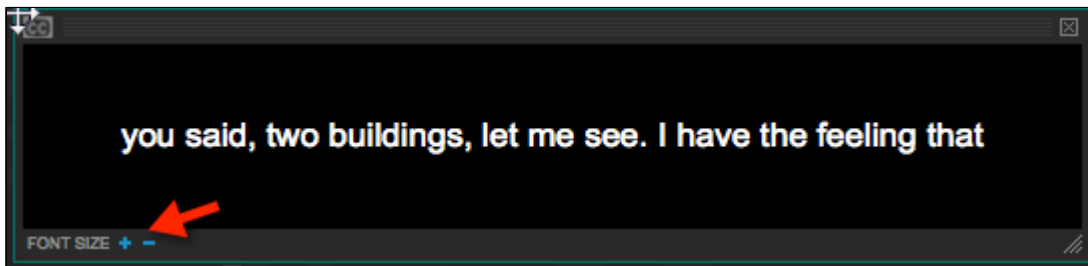 CC
you said, two buildings, let me see. I have the feeling that
FONT SIZE + −